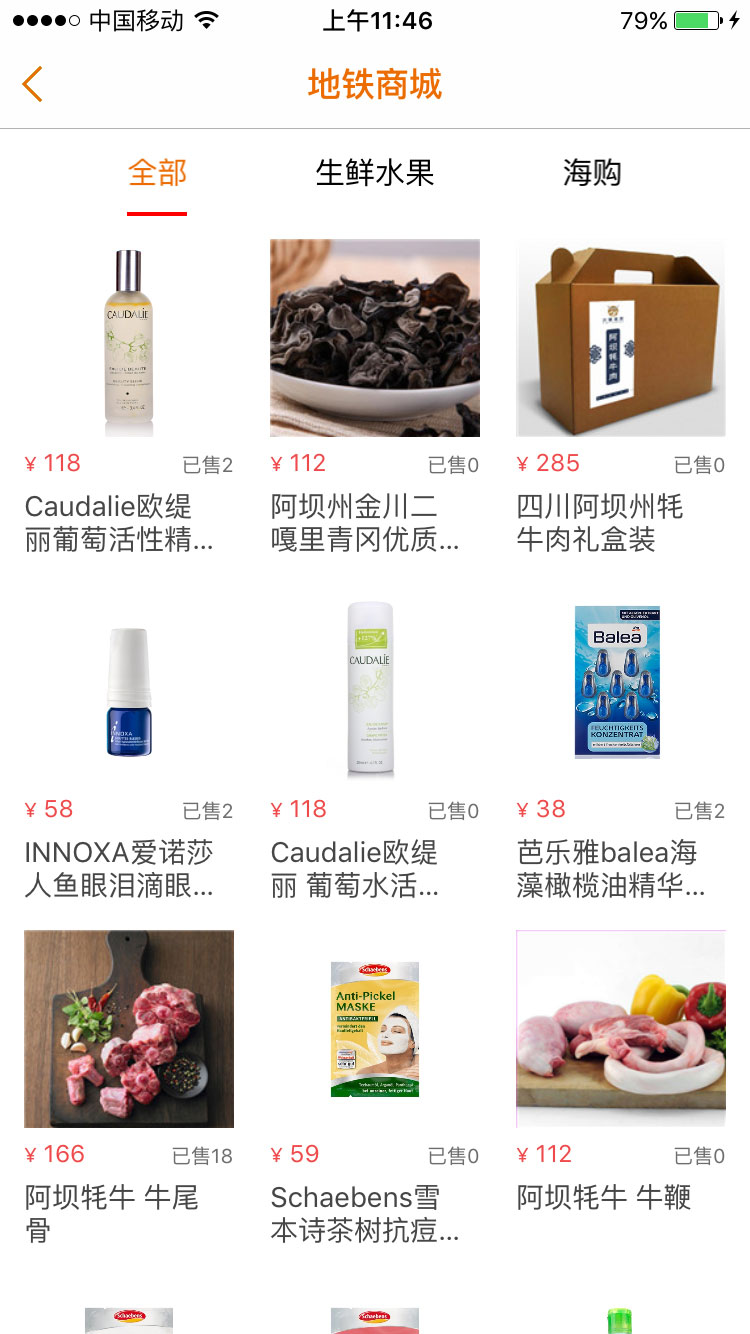 中国移动
上午11:46
79%
地铁商城
全部
生鲜水果
海购
CAUDALIE
阿坝牦牛肉
¥ 118
已售2
¥ 112
已售0
¥ 285
已售0
Caudalie欧缇
丽葡萄活性精...
阿坝州金川二
嘎里青冈优质...
四川阿坝州牦
牛肉礼盒装
INNOXA
CAUDALIE
Balea
FEUCHTIGKEITS
KONZENTRAT
¥ 58
已售2
¥ 118
已售0
¥ 38
已售2
INNOXA爱诺莎
人鱼眼泪滴眼...
Caudalie欧缇
丽 葡萄水活...
芭乐雅balea海
藻橄榄油精华...
Schaebens
Anti-Pickel
MASKE
ANTIBAKTERIELL
¥ 166
已售18
¥ 59
已售0
¥ 112
已售0
阿坝牦牛 牛尾
骨
Schaebens雪
本诗茶树抗痘...
阿坝牦牛 牛鞭
Schaebens
Schaebens